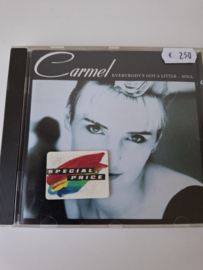 Carmel
EVERYBODY'S GOT A LITTLE...SOUL
€ 2,50
SPECIAL
PRICE